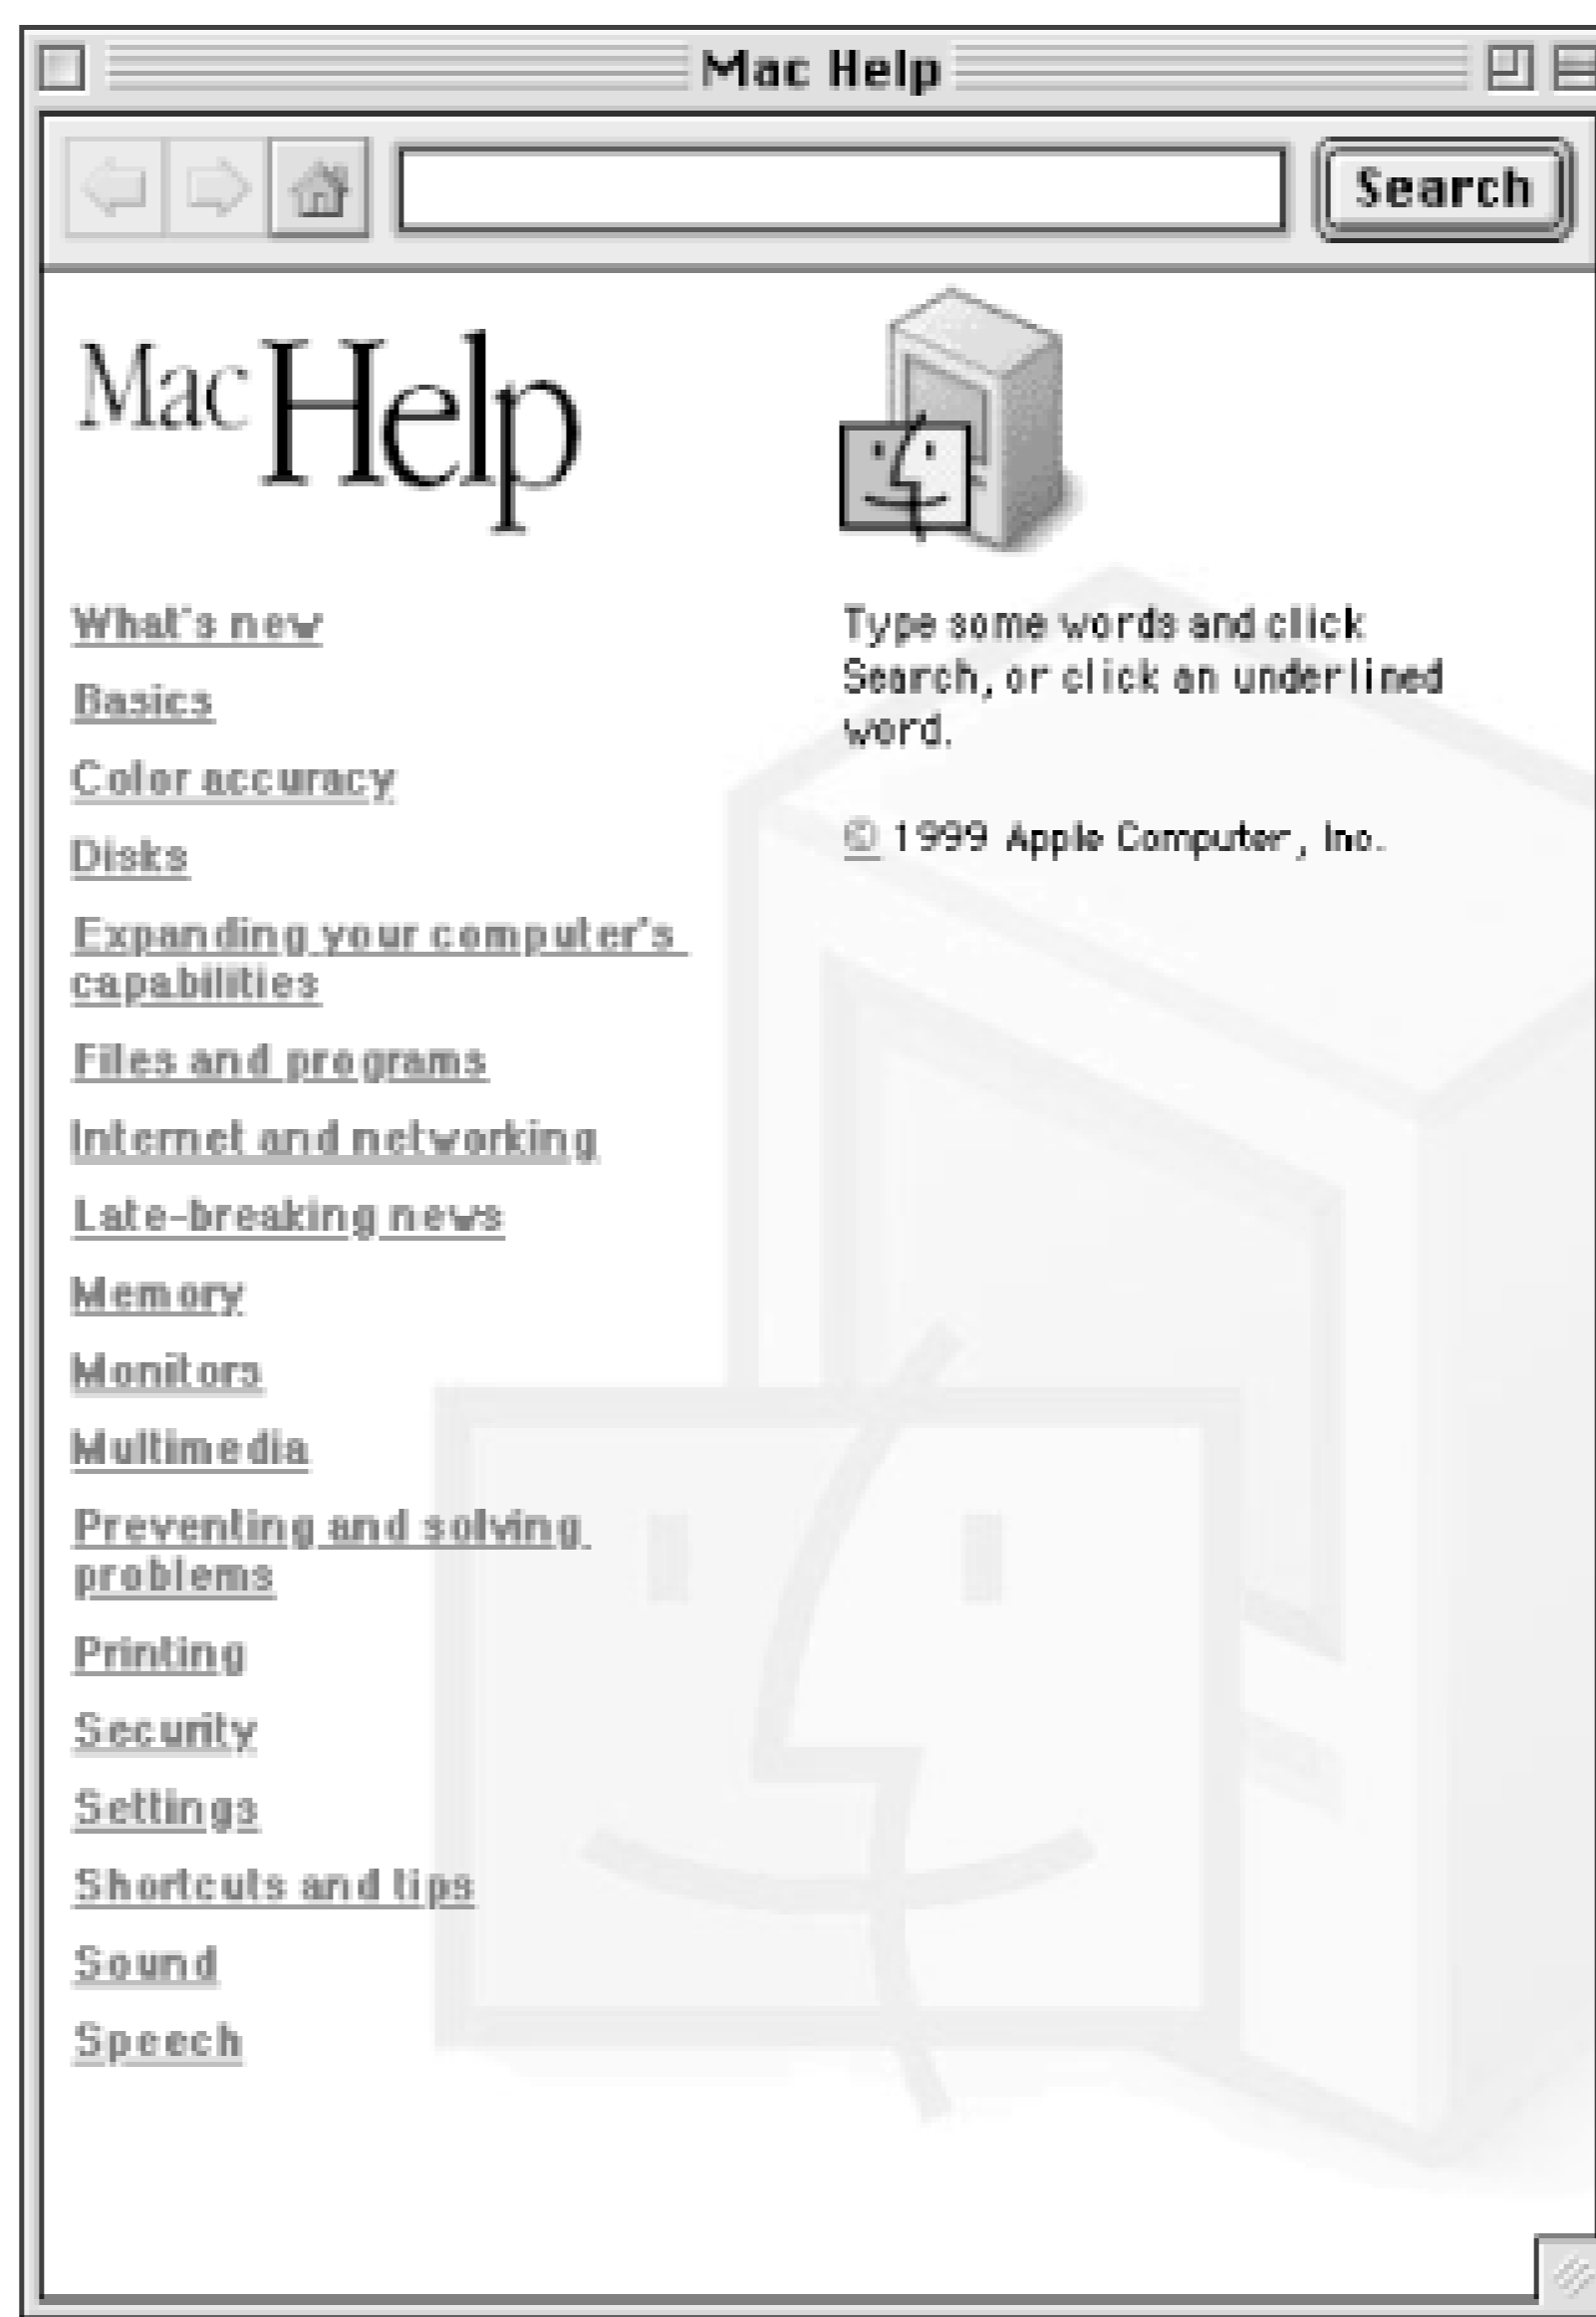 Mac Help
Search
Mac Help
What's new
Basics
Color accuracy
Disks
Expanding your computer's
capabilities
Files and programs
Internet and networking
Late-breaking news
Memory
Monitors
Multimedia
Preventing and solving
problems
Printing
Security
Settings
Shortcuts and tips
Sound
Speech
Type some words and click
Search, or click an underlined
word.
© 1999 Apple Computer, Inc.